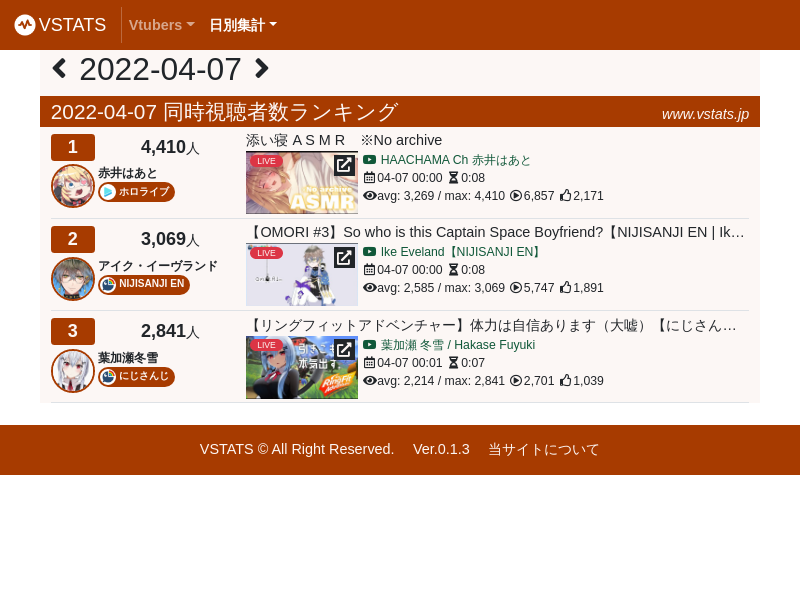 VSTATS Vtubers 日別集計
2022-04-07
2022-04-07 同時視聴者数ランキング www.vstats.jp
1 4,410人
赤井はあと
ホロライブ
添い寝 A S M R　※No archive
LIVE
No archive
ASMR
HAACHAMA Ch 赤井はあと
04-07 00:00 0:08
avg: 3,269 / max: 4,410 6,857 2,171
2 3,069人
アイク・イーヴランド
NIJISANJI EN
【OMORI #3】So who is this Captain Space Boyfriend?【NIJISANJI EN | Ik…
LIVE
Ike Eveland【NIJISANJI EN】
04-07 00:00 0:08
avg: 2,585 / max: 3,069 5,747 1,891
3 2,841人
葉加瀬冬雪
にじさんじ
【リングフィットアドベンチャー】体力は自信あります（大嘘）【にじさん…
LIVE
本気出す
葉加瀬 冬雪 / Hakase Fuyuki
04-07 00:01 0:07
avg: 2,214 / max: 2,841 2,701 1,039
VSTATS © All Right Reserved. Ver.0.1.3 当サイトについて